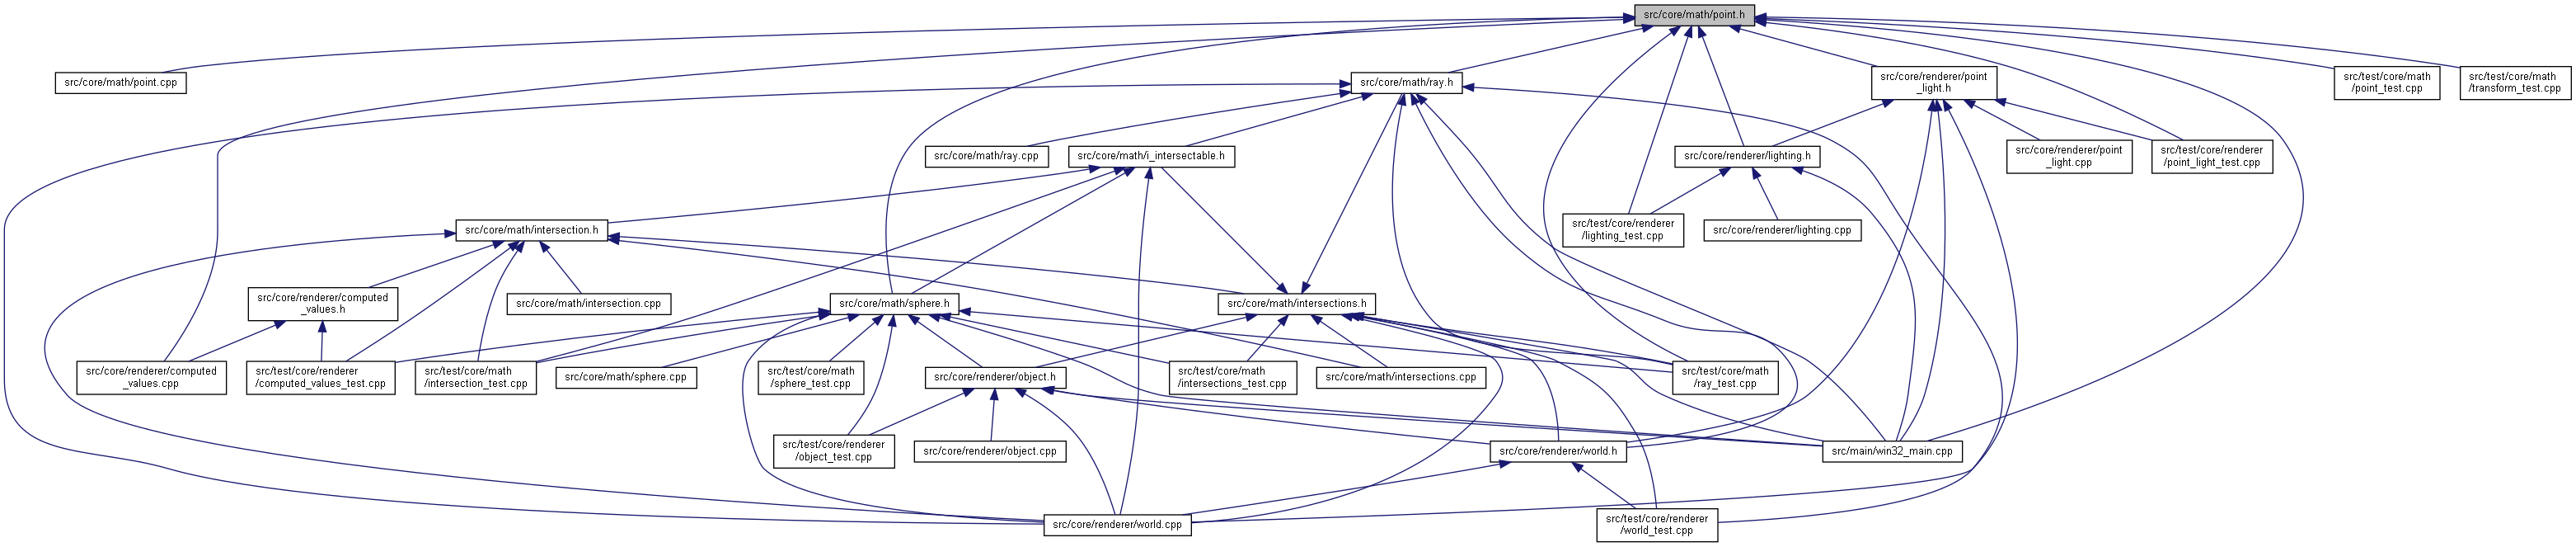 src/core/math/point.h
src/core/math/point.cpp
src/core/math/ray.h
src/core/renderer/point
_light.h
src/test/core/math
/point_test.cpp
src/test/core/math
/transform_test.cpp
src/core/math/ray.cpp
src/core/math/i_intersectable.h
src/core/renderer/lighting.h
src/core/renderer/point
_light.cpp
src/test/core/renderer
/point_light_test.cpp
src/core/math/intersection.h
src/test/core/renderer
/lighting_test.cpp
src/core/renderer/lighting.cpp
src/core/renderer/computed
_values.h
src/core/math/intersection.cpp
src/core/math/sphere.h
src/core/math/intersections.h
src/core/renderer/computed
_values.cpp
src/test/core/renderer
/computed_values_test.cpp
src/test/core/math
/intersection_test.cpp
src/core/math/sphere.cpp
src/test/core/math
/sphere_test.cpp
src/core/renderer/object.h
src/test/core/math
/intersections_test.cpp
src/core/math/intersections.cpp
src/test/core/math
/ray_test.cpp
src/test/core/renderer
/object_test.cpp
src/core/renderer/object.cpp
src/core/renderer/world.h
src/main/win32_main.cpp
src/core/renderer/world.cpp
src/test/core/renderer
/world_test.cpp